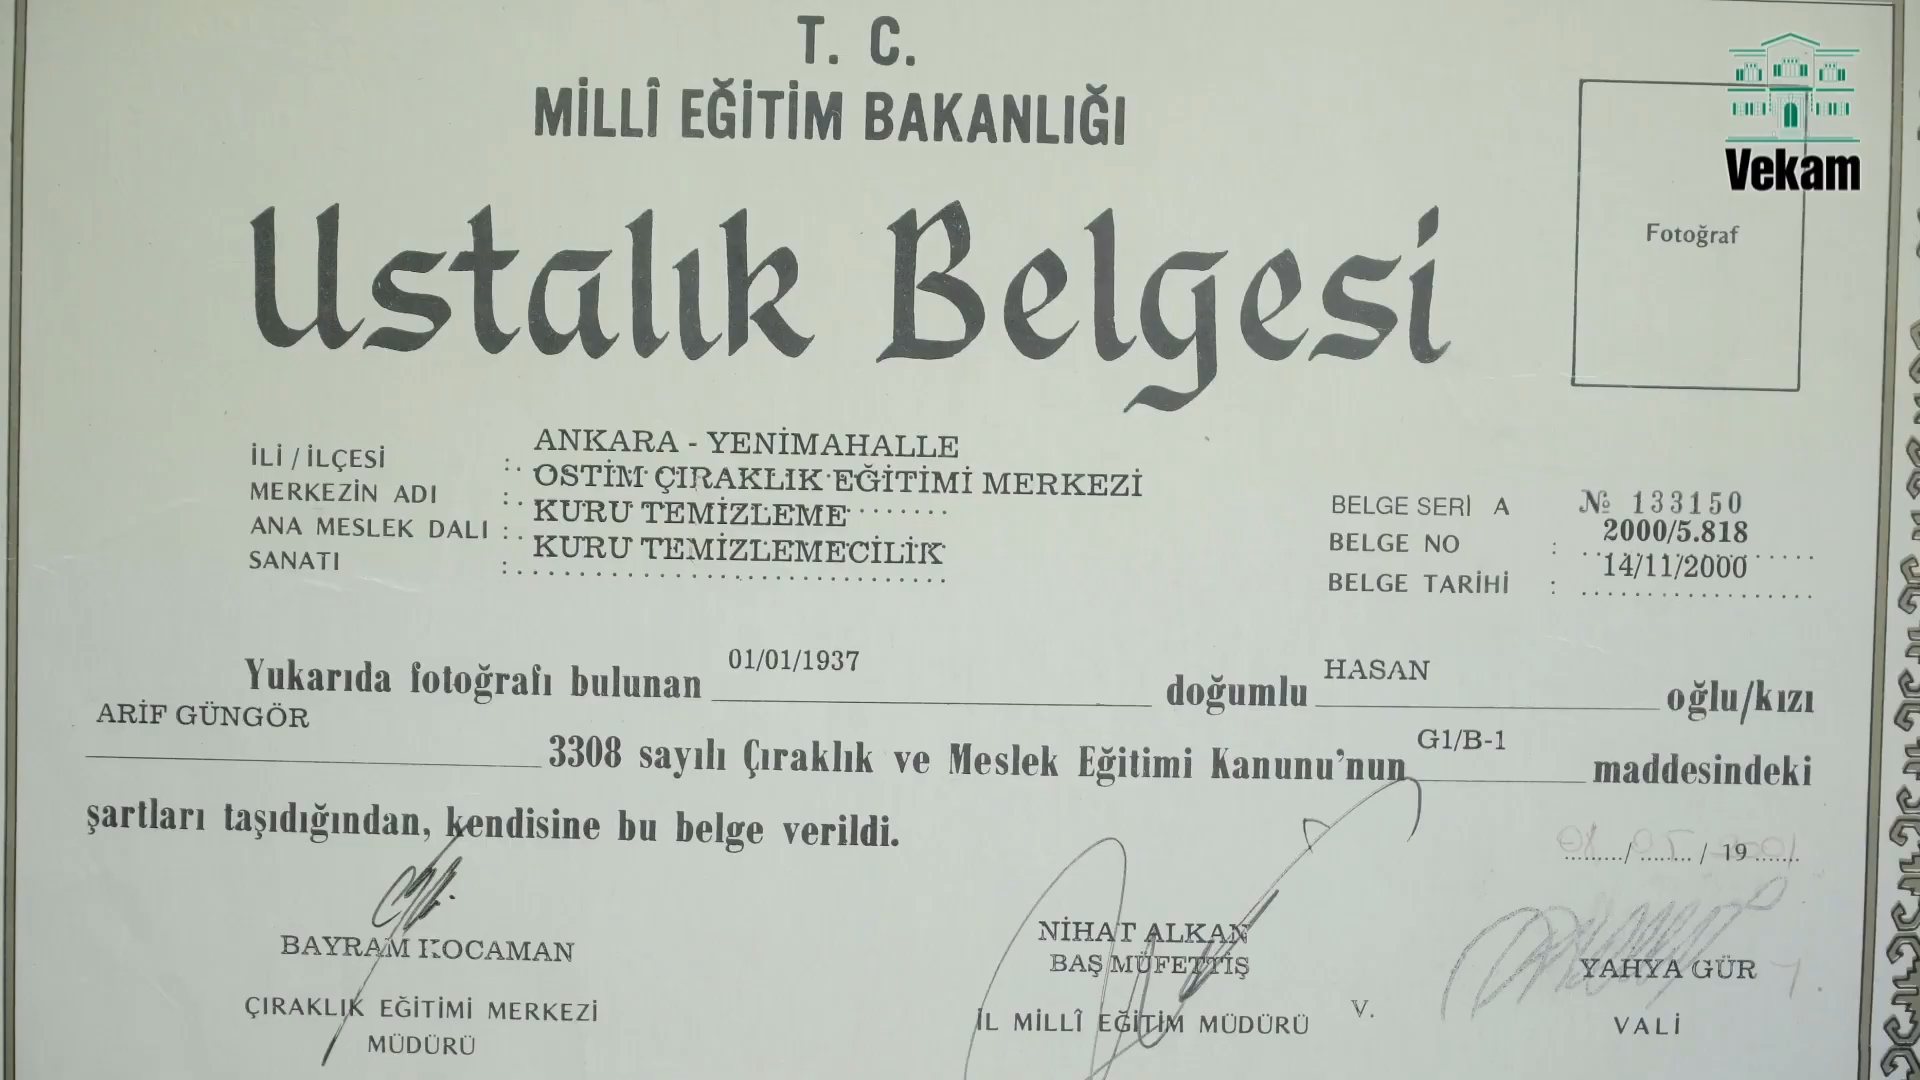 T. C.
MİLLÎ EĞİTİM BAKANLIĞI
Vekam
Ustalık Belgesi
Fotoğraf
İLİ / İLÇESİ : ANKARA - YENİMAHALLE
MERKEZİN ADI : OSTİM ÇIRAKLIK EĞİTİMİ MERKEZİ
ANA MESLEK DALI : KURU TEMİZLEME
SANATI : KURU TEMİZLEMECİLİK
BELGE SERİ A № 133150
BELGE NO : 2000/5.818
BELGE TARİHİ : 14/11/2000
Yukarıda fotoğrafı bulunan 01/01/1937 doğumlu HASAN oğlu/kızı
ARİF GÜNGÖR 3308 sayılı Çıraklık ve Meslek Eğitimi Kanunu'nun G1/B-1 maddesindeki
şartları taşıdığından, kendisine bu belge verildi.
/ / 19
BAYRAM KOCAMAN
ÇIRAKLIK EĞİTİMİ MERKEZİ
MÜDÜRÜ
NİHAT ALKAN
BAŞ MÜFETTİŞ
İL MİLLÎ EĞİTİM MÜDÜRÜ V.
YAHYA GÜR
VALİ